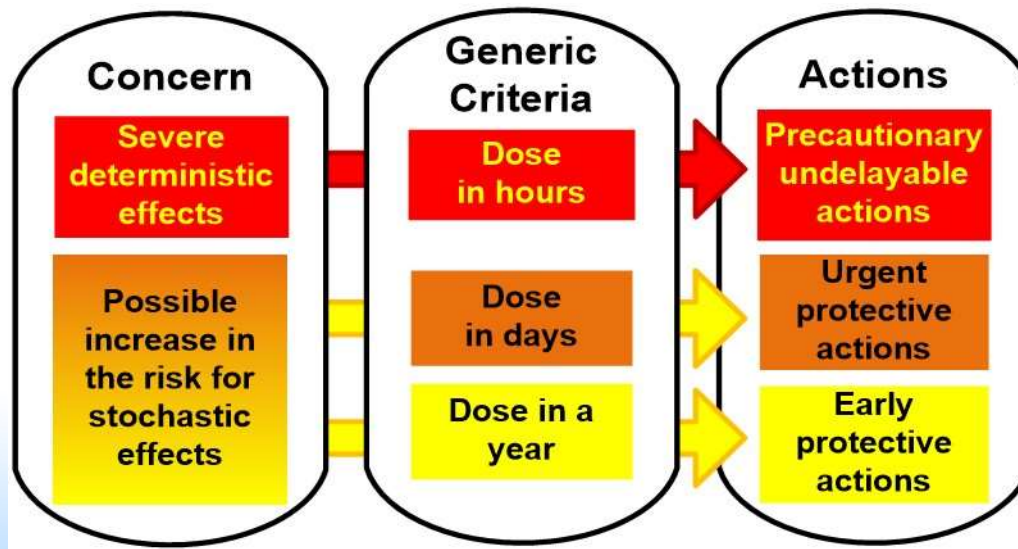 Concern
Severe
deterministic
effects
Possible
increase in
the risk for
stochastic
effects
Generic
Criteria
Dose
in hours
Dose
in days
Dose in a
year
Actions
Precautionary
undelayable
actions
Urgent
protective
actions
Early
protective
actions